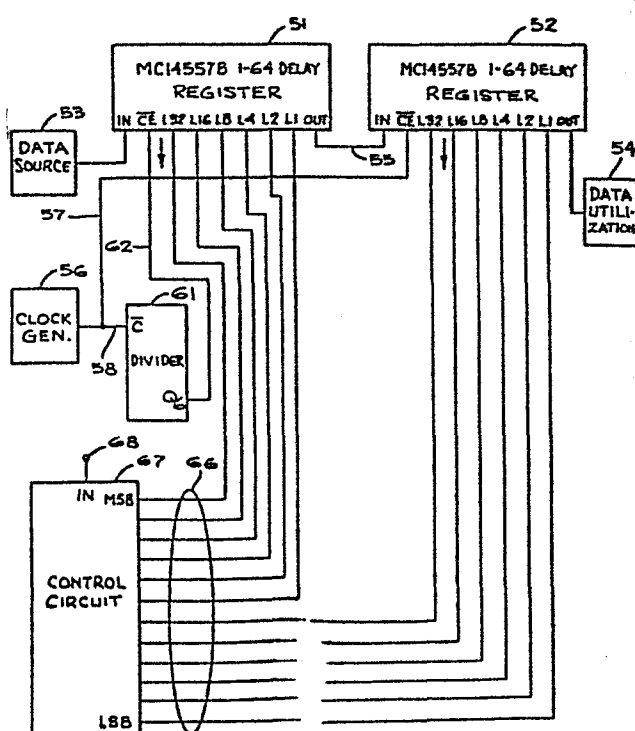 51
52
MC14557B 1-64 DELAY
REGISTER
IN C̅E̅ L32 L16 L8 L4 L2 L1 OUT
MC14557B 1-64 DELAY
REGISTER
IN C̅E̅ L32 L16 L8 L4 L2 L1 OUT
53
DATA
SOURCE
55
54
DATA
UTILI-
ZATION
57
62
56
CLOCK
GEN.
58
61
C̅
DIVIDER
Q6
68
67
66
IN MSB
CONTROL
CIRCUIT
LSB